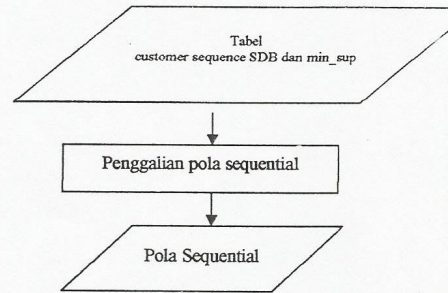 Tabel
customer sequence SDB dan min_sup
Penggalian pola sequential
Pola Sequential